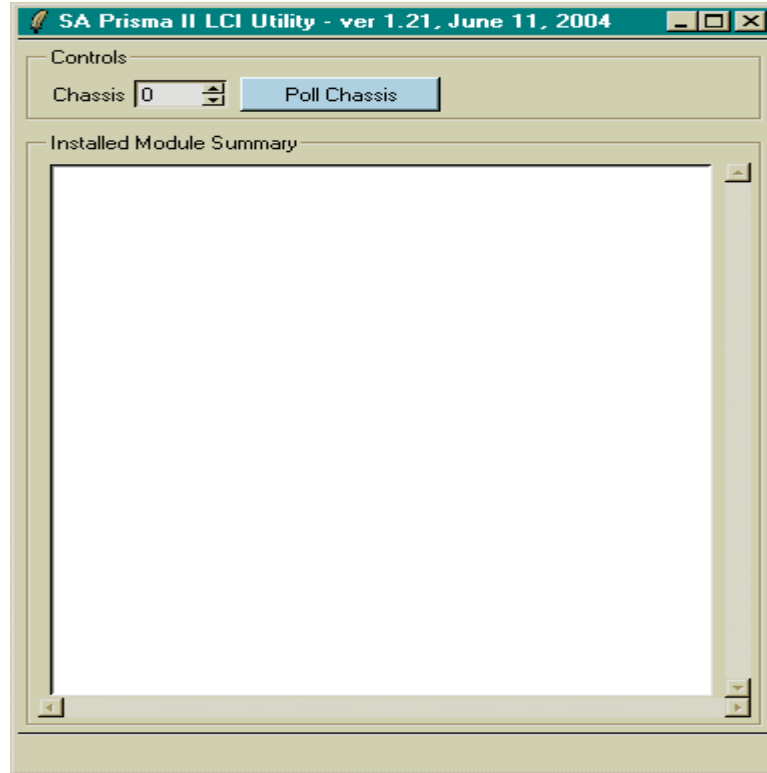 SA Prisma II LCI Utility - ver 1.21, June 11, 2004
Controls
Chassis 0 Poll Chassis
Installed Module Summary